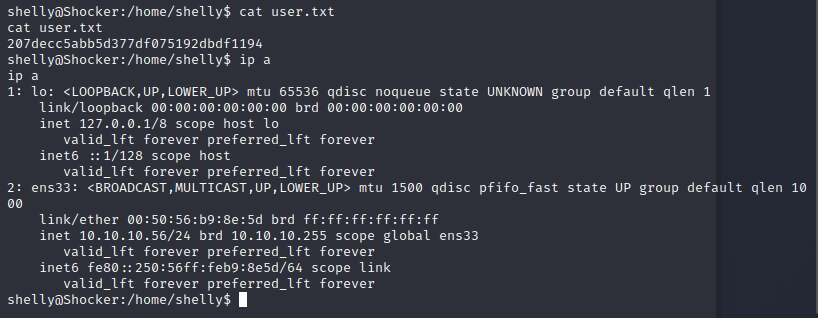 shelly@Shocker:/home/shelly$ cat user.txt
cat user.txt
207decc5abb5d377df075192dbdf1194
shelly@Shocker:/home/shelly$ ip a
ip a
1: lo: <LOOPBACK,UP,LOWER_UP> mtu 65536 qdisc noqueue state UNKNOWN group default qlen 1
    link/loopback 00:00:00:00:00:00 brd 00:00:00:00:00:00
    inet 127.0.0.1/8 scope host lo
       valid_lft forever preferred_lft forever
    inet6 ::1/128 scope host
       valid_lft forever preferred_lft forever
2: ens33: <BROADCAST,MULTICAST,UP,LOWER_UP> mtu 1500 qdisc pfifo_fast state UP group default qlen 10
00
    link/ether 00:50:56:b9:8e:5d brd ff:ff:ff:ff:ff:ff
    inet 10.10.10.56/24 brd 10.10.10.255 scope global ens33
       valid_lft forever preferred_lft forever
    inet6 fe80::250:56ff:feb9:8e5d/64 scope link
       valid_lft forever preferred_lft forever
shelly@Shocker:/home/shelly$